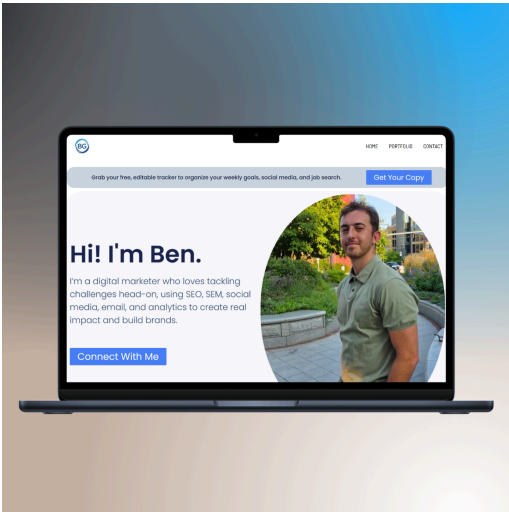 BG
HOME PORTFOLIO CONTACT
Grab your free, editable tracker to organize your weekly goals, social media, and job search.
Get Your Copy
Hi! I'm Ben.
I'm a digital marketer who loves tackling
challenges head-on, using SEO, SEM, social
media, email, and analytics to create real
impact and build brands.
Connect With Me